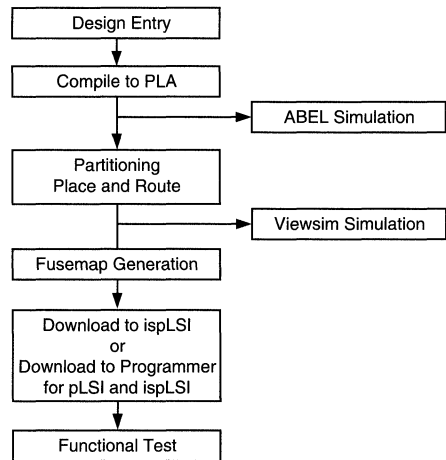 Design Entry
Compile to PLA
ABEL Simulation
Partitioning
Place and Route
Viewsim Simulation
Fusemap Generation
Download to ispLSI
or
Download to Programmer
for pLSI and ispLSI
Functional Test